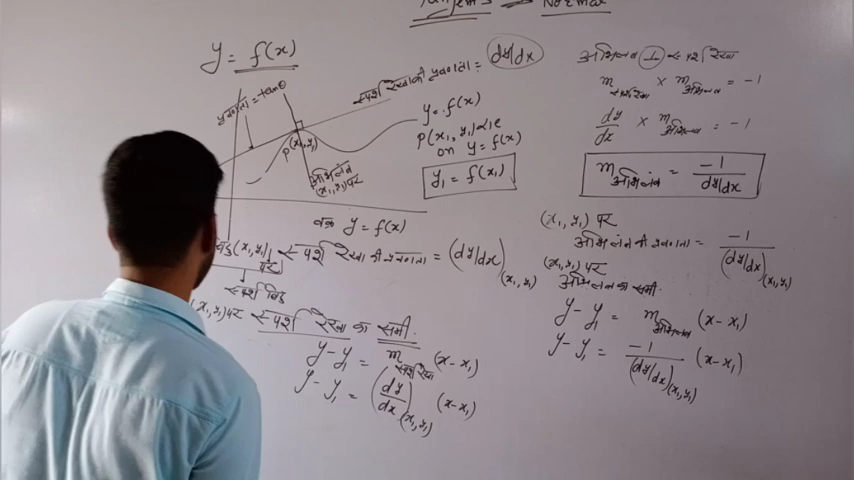 Tangent & Normal
y = f(x)
स्पर्श रेखा की प्रवणता = dy/dx
प्रवणता = tanθ
P(x₁, y₁)
अभिलंब
(x₁, y₁) पर
y = f(x)
P(x₁, y₁)
on y = f(x)
y₁ = f(x₁)
वक्र y = f(x)
बिंदु (x₁, y₁) पर स्पर्श रेखा की प्रवणता = (dy/dx)(x₁, y₁)
स्पर्श बिंदु
(x₁, y₁) पर स्पर्श रेखा का समी.
y - y₁ = m स्पर्श रेखा (x - x₁)
y - y₁ = (dy/dx)(x₁, y₁) (x - x₁)
अभिलंब ⊥ स्पर्श रेखा
m स्पर्श रेखा × m अभिलंब = -1
dy/dx × m अभिलंब = -1
m अभिलंब = -1/(dy/dx)
(x₁, y₁) पर
अभिलंब की प्रवणता = -1/(dy/dx)(x₁, y₁)
(x₁, y₁) पर
अभिलंब का समी.
y - y₁ = m अभिलंब (x - x₁)
y - y₁ = -1/(dy/dx)(x₁, y₁) (x - x₁)